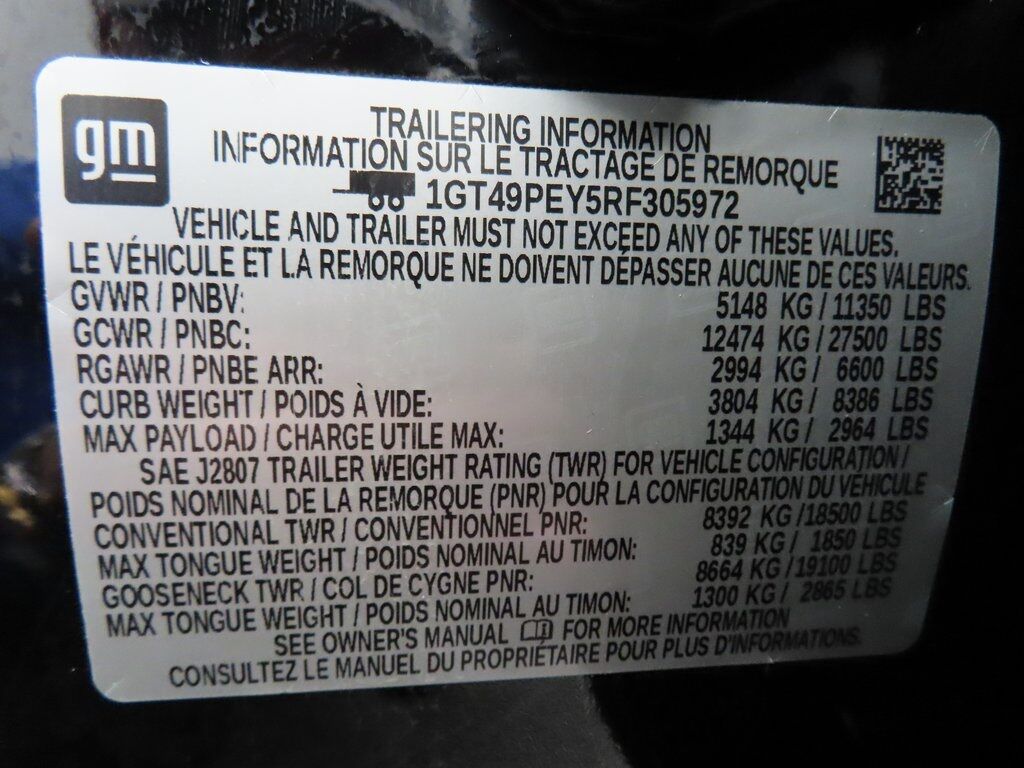 gm
TRAILERING INFORMATION
INFORMATION SUR LE TRACTAGE DE REMORQUE
1GT49PEY5RF305972
VEHICLE AND TRAILER MUST NOT EXCEED ANY OF THESE VALUES.
LE VÉHICULE ET LA REMORQUE NE DOIVENT DÉPASSER AUCUNE DE CES VALEURS.
GVWR / PNBV: 5148 KG / 11350 LBS
GCWR / PNBC: 12474 KG / 27500 LBS
RGAWR / PNBE ARR: 2994 KG / 6600 LBS
CURB WEIGHT / POIDS À VIDE: 3804 KG / 8386 LBS
MAX PAYLOAD / CHARGE UTILE MAX: 1344 KG / 2964 LBS
SAE J2807 TRAILER WEIGHT RATING (TWR) FOR VEHICLE CONFIGURATION /
POIDS NOMINAL DE LA REMORQUE (PNR) POUR LA CONFIGURATION DU VÉHICULE
CONVENTIONAL TWR / CONVENTIONNEL PNR: 8392 KG /18500 LBS
MAX TONGUE WEIGHT / POIDS NOMINAL AU TIMON: 839 KG / 1850 LBS
GOOSENECK TWR / COL DE CYGNE PNR: 8664 KG /19100 LBS
MAX TONGUE WEIGHT / POIDS NOMINAL AU TIMON: 1300 KG / 2865 LBS
SEE OWNER'S MANUAL FOR MORE INFORMATION
CONSULTEZ LE MANUEL DU PROPRIÉTAIRE POUR PLUS D'INFORMATIONS.